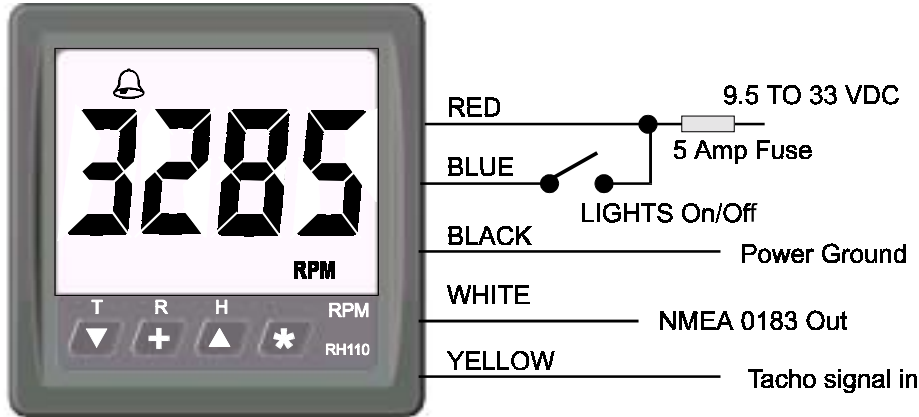 3285
RPM
T R H RPM
RH110
RED
9.5 TO 33 VDC
5 Amp Fuse
BLUE
LIGHTS On/Off
BLACK
Power Ground
WHITE
NMEA 0183 Out
YELLOW
Tacho signal in